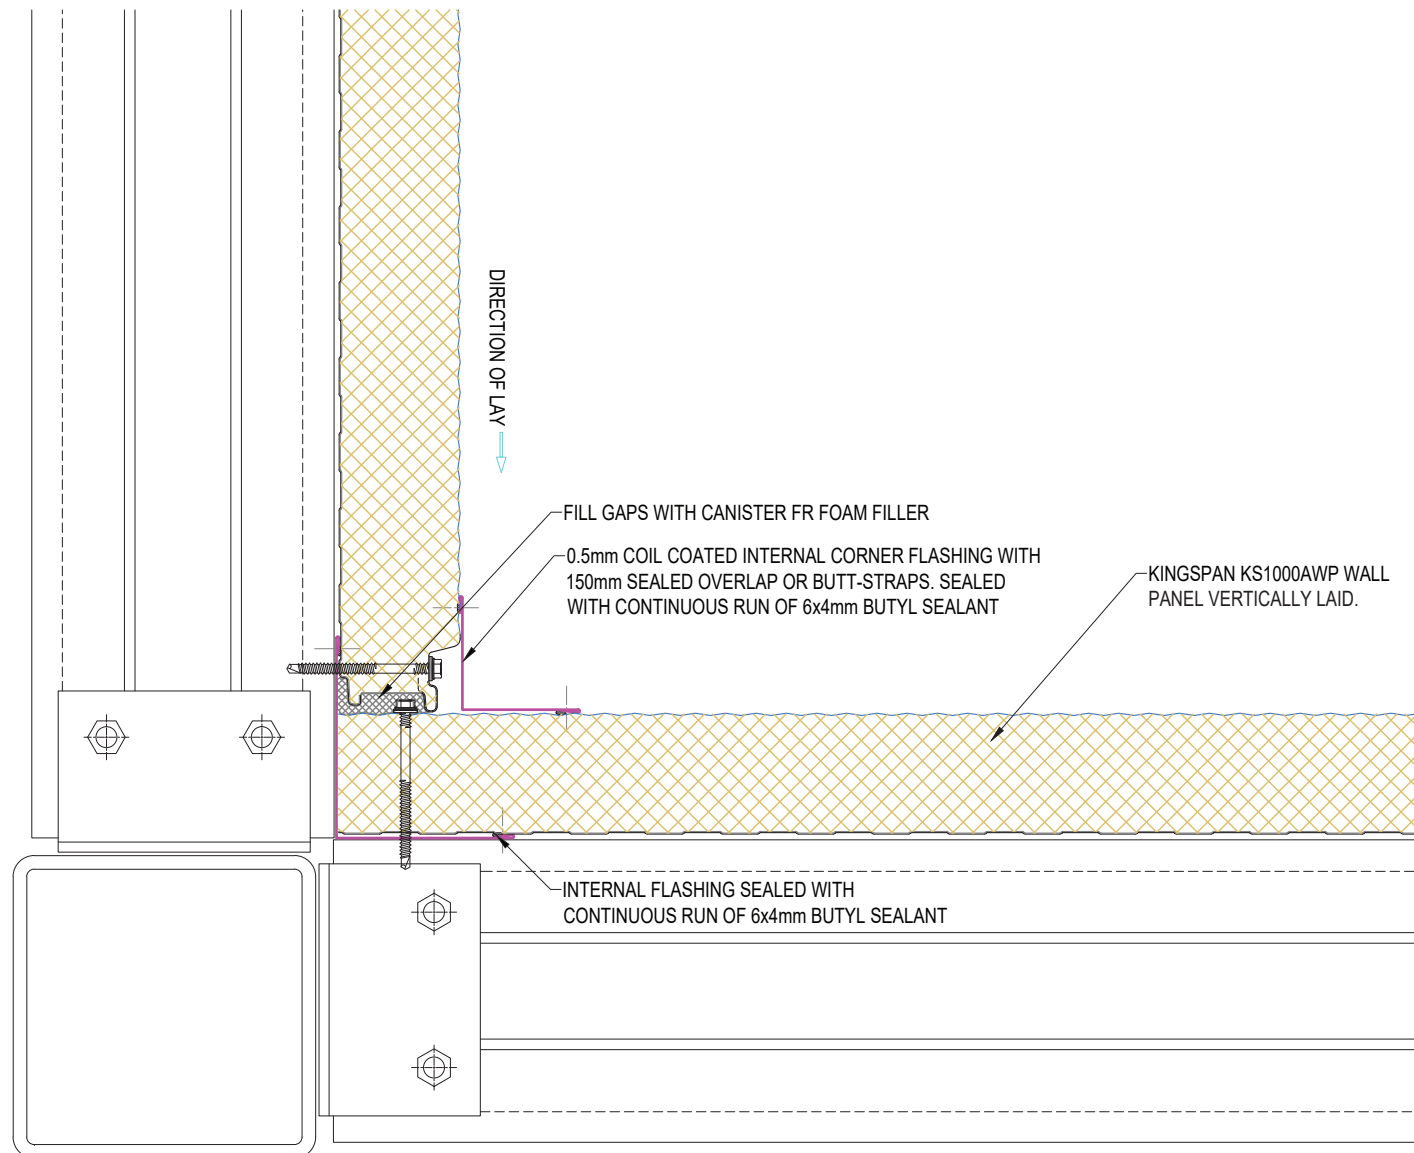 DIRECTION OF LAY
FILL GAPS WITH CANISTER FR FOAM FILLER
0.5mm COIL COATED INTERNAL CORNER FLASHING WITH
150mm SEALED OVERLAP OR BUTT-STRAPS. SEALED
WITH CONTINUOUS RUN OF 6x4mm BUTYL SEALANT
KINGSPAN KS1000AWP WALL
PANEL VERTICALLY LAID.
INTERNAL FLASHING SEALED WITH
CONTINUOUS RUN OF 6x4mm BUTYL SEALANT